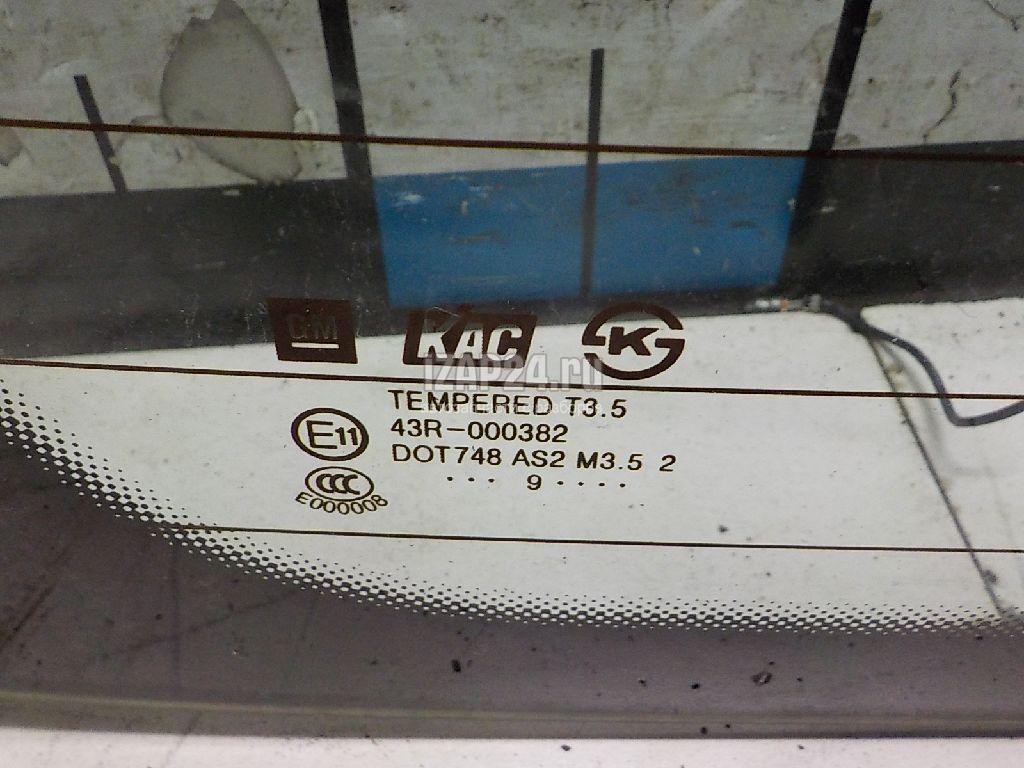 GM KAC K
IZAP24.ru
TEMPERED T3.5
E11 43R-000382
DOT748 AS2 M3.5 2
CCC ··· 9 ····
E000008